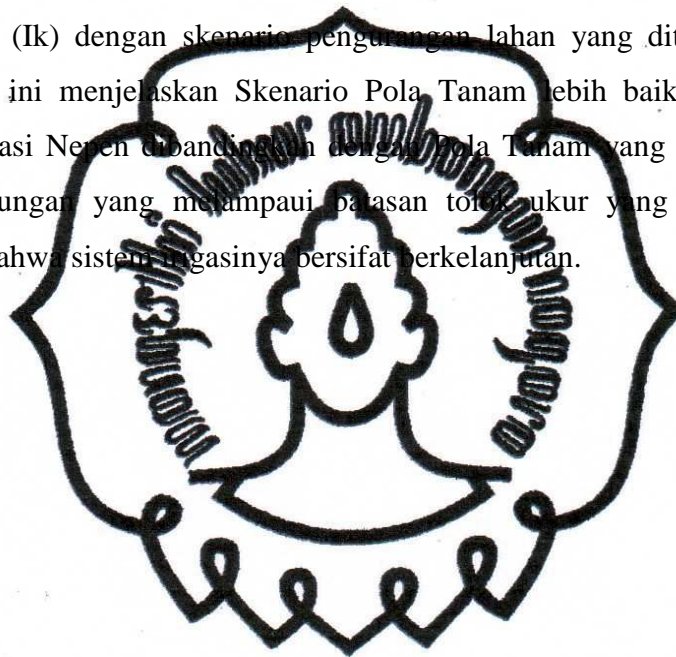 (Ik) dengan skenario pengurangan lahan yang dit
ini menjelaskan Skenario Pola Tanam lebih baik
asi Nepen dibandingkan dengan Pola Tanam yang
ungan yang melampaui batasan tolok ukur yang
ahwa sistem irigasinya bersifat berkelanjutan.